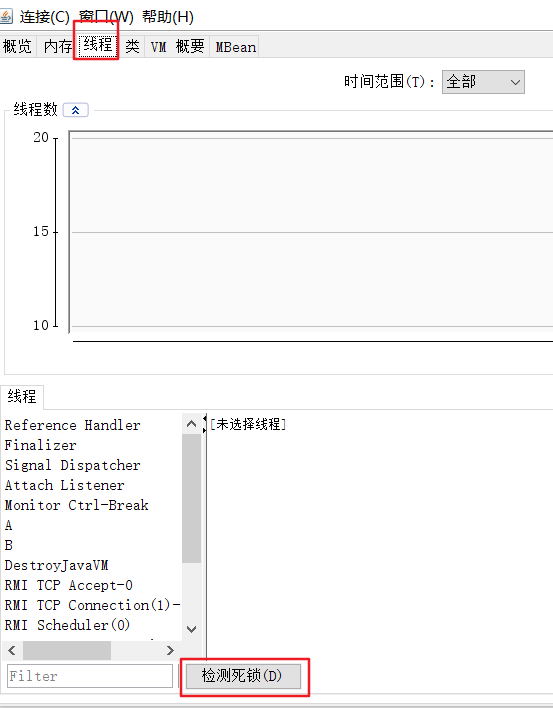 连接(C) 窗口(W) 帮助(H)
概览 内存 线程 类 VM 概要 MBean
时间范围(T): 全部
线程数
20
15
10
线程
Reference Handler
Finalizer
Signal Dispatcher
Attach Listener
Monitor Ctrl-Break
A
B
DestroyJavaVM
RMI TCP Accept-0
RMI TCP Connection(1)-
RMI Scheduler(0)
[未选择线程]
Filter
检测死锁(D)